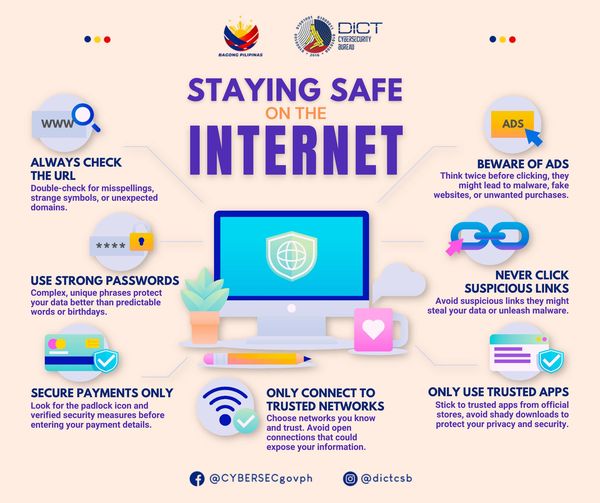 BAGONG PILIPINAS
DICT
CYBERSECURITY
BUREAU
STAYING SAFE
ON THE
INTERNET
WWW
ALWAYS CHECK
THE URL
Double-check for misspellings,
strange symbols, or unexpected
domains.
ADS
BEWARE OF ADS
Think twice before clicking, they
might lead to malware, fake
websites, or unwanted purchases.
****
USE STRONG PASSWORDS
Complex, unique phrases protect
your data better than predictable
words or birthdays.
NEVER CLICK
SUSPICIOUS LINKS
Avoid suspicious links they might
steal your data or unleash malware.
SECURE PAYMENTS ONLY
Look for the padlock icon and
verified security measures before
entering your payment details.
ONLY CONNECT TO
TRUSTED NETWORKS
Choose networks you know
and trust. Avoid open
connections that could
expose your information.
ONLY USE TRUSTED APPS
Stick to trusted apps from official
stores, avoid shady downloads to
protect your privacy and security.
@CYBERSECgovph
@dictcsb